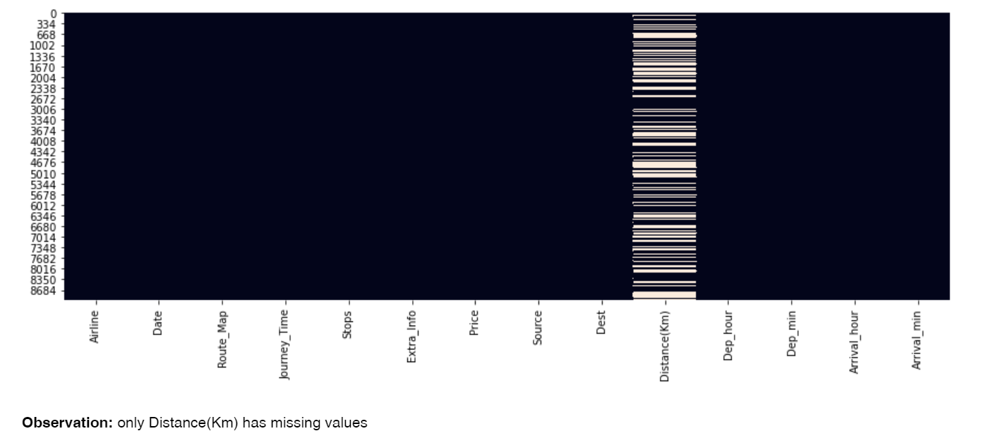 0
334
668
1002
1336
1670
2004
2338
2672
3006
3340
3674
4008
4342
4676
5010
5344
5678
6012
6346
6680
7014
7348
7682
8016
8350
8684
Airline
Date
Route_Map
Journey_Time
Stops
Extra_Info
Price
Source
Dest
Distance(Km)
Dep_hour
Dep_min
Arrival_hour
Arrival_min
Observation: only Distance(Km) has missing values